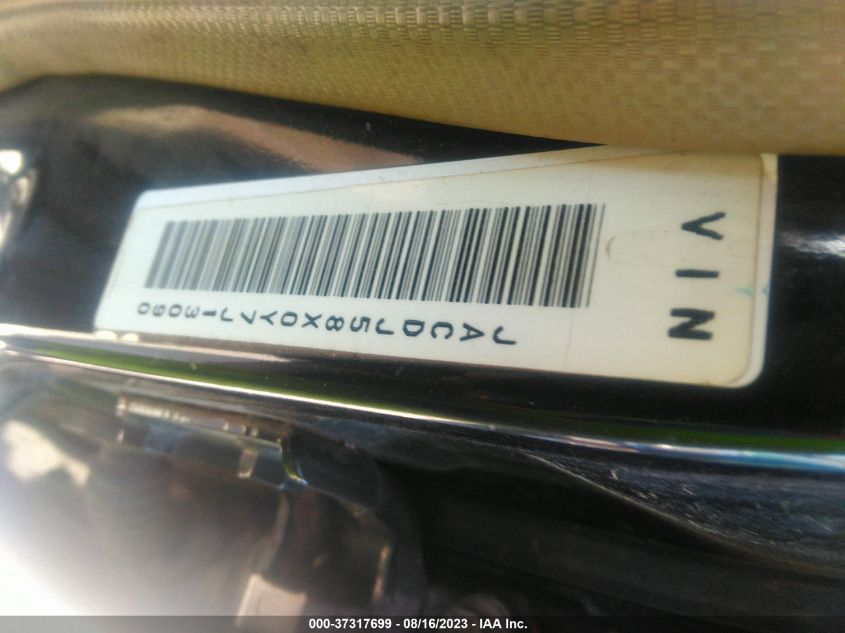 VIN
JACDJ58X0Y7J13090
000-37317699 - 08/16/2023 - IAA Inc.